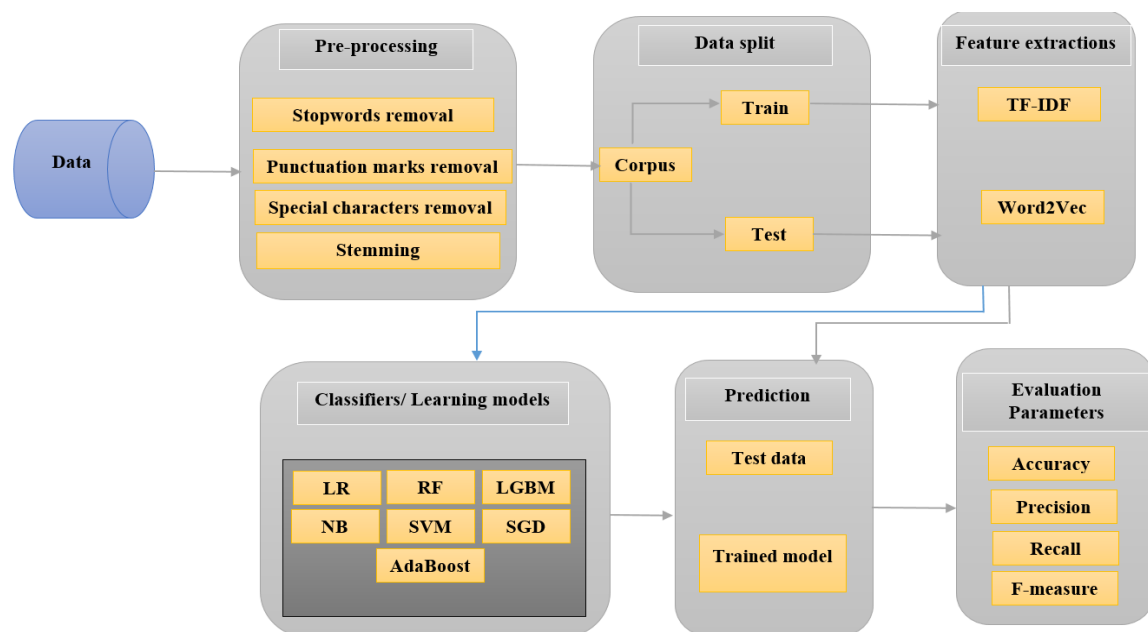 Data
Pre-processing
Stopwords removal
Punctuation marks removal
Special characters removal
Stemming
Data split
Corpus
Train
Test
Feature extractions
TF-IDF
Word2Vec
Classifiers/ Learning models
LR
RF
LGBM
NB
SVM
SGD
AdaBoost
Prediction
Test data
Trained model
Evaluation
Parameters
Accuracy
Precision
Recall
F-measure